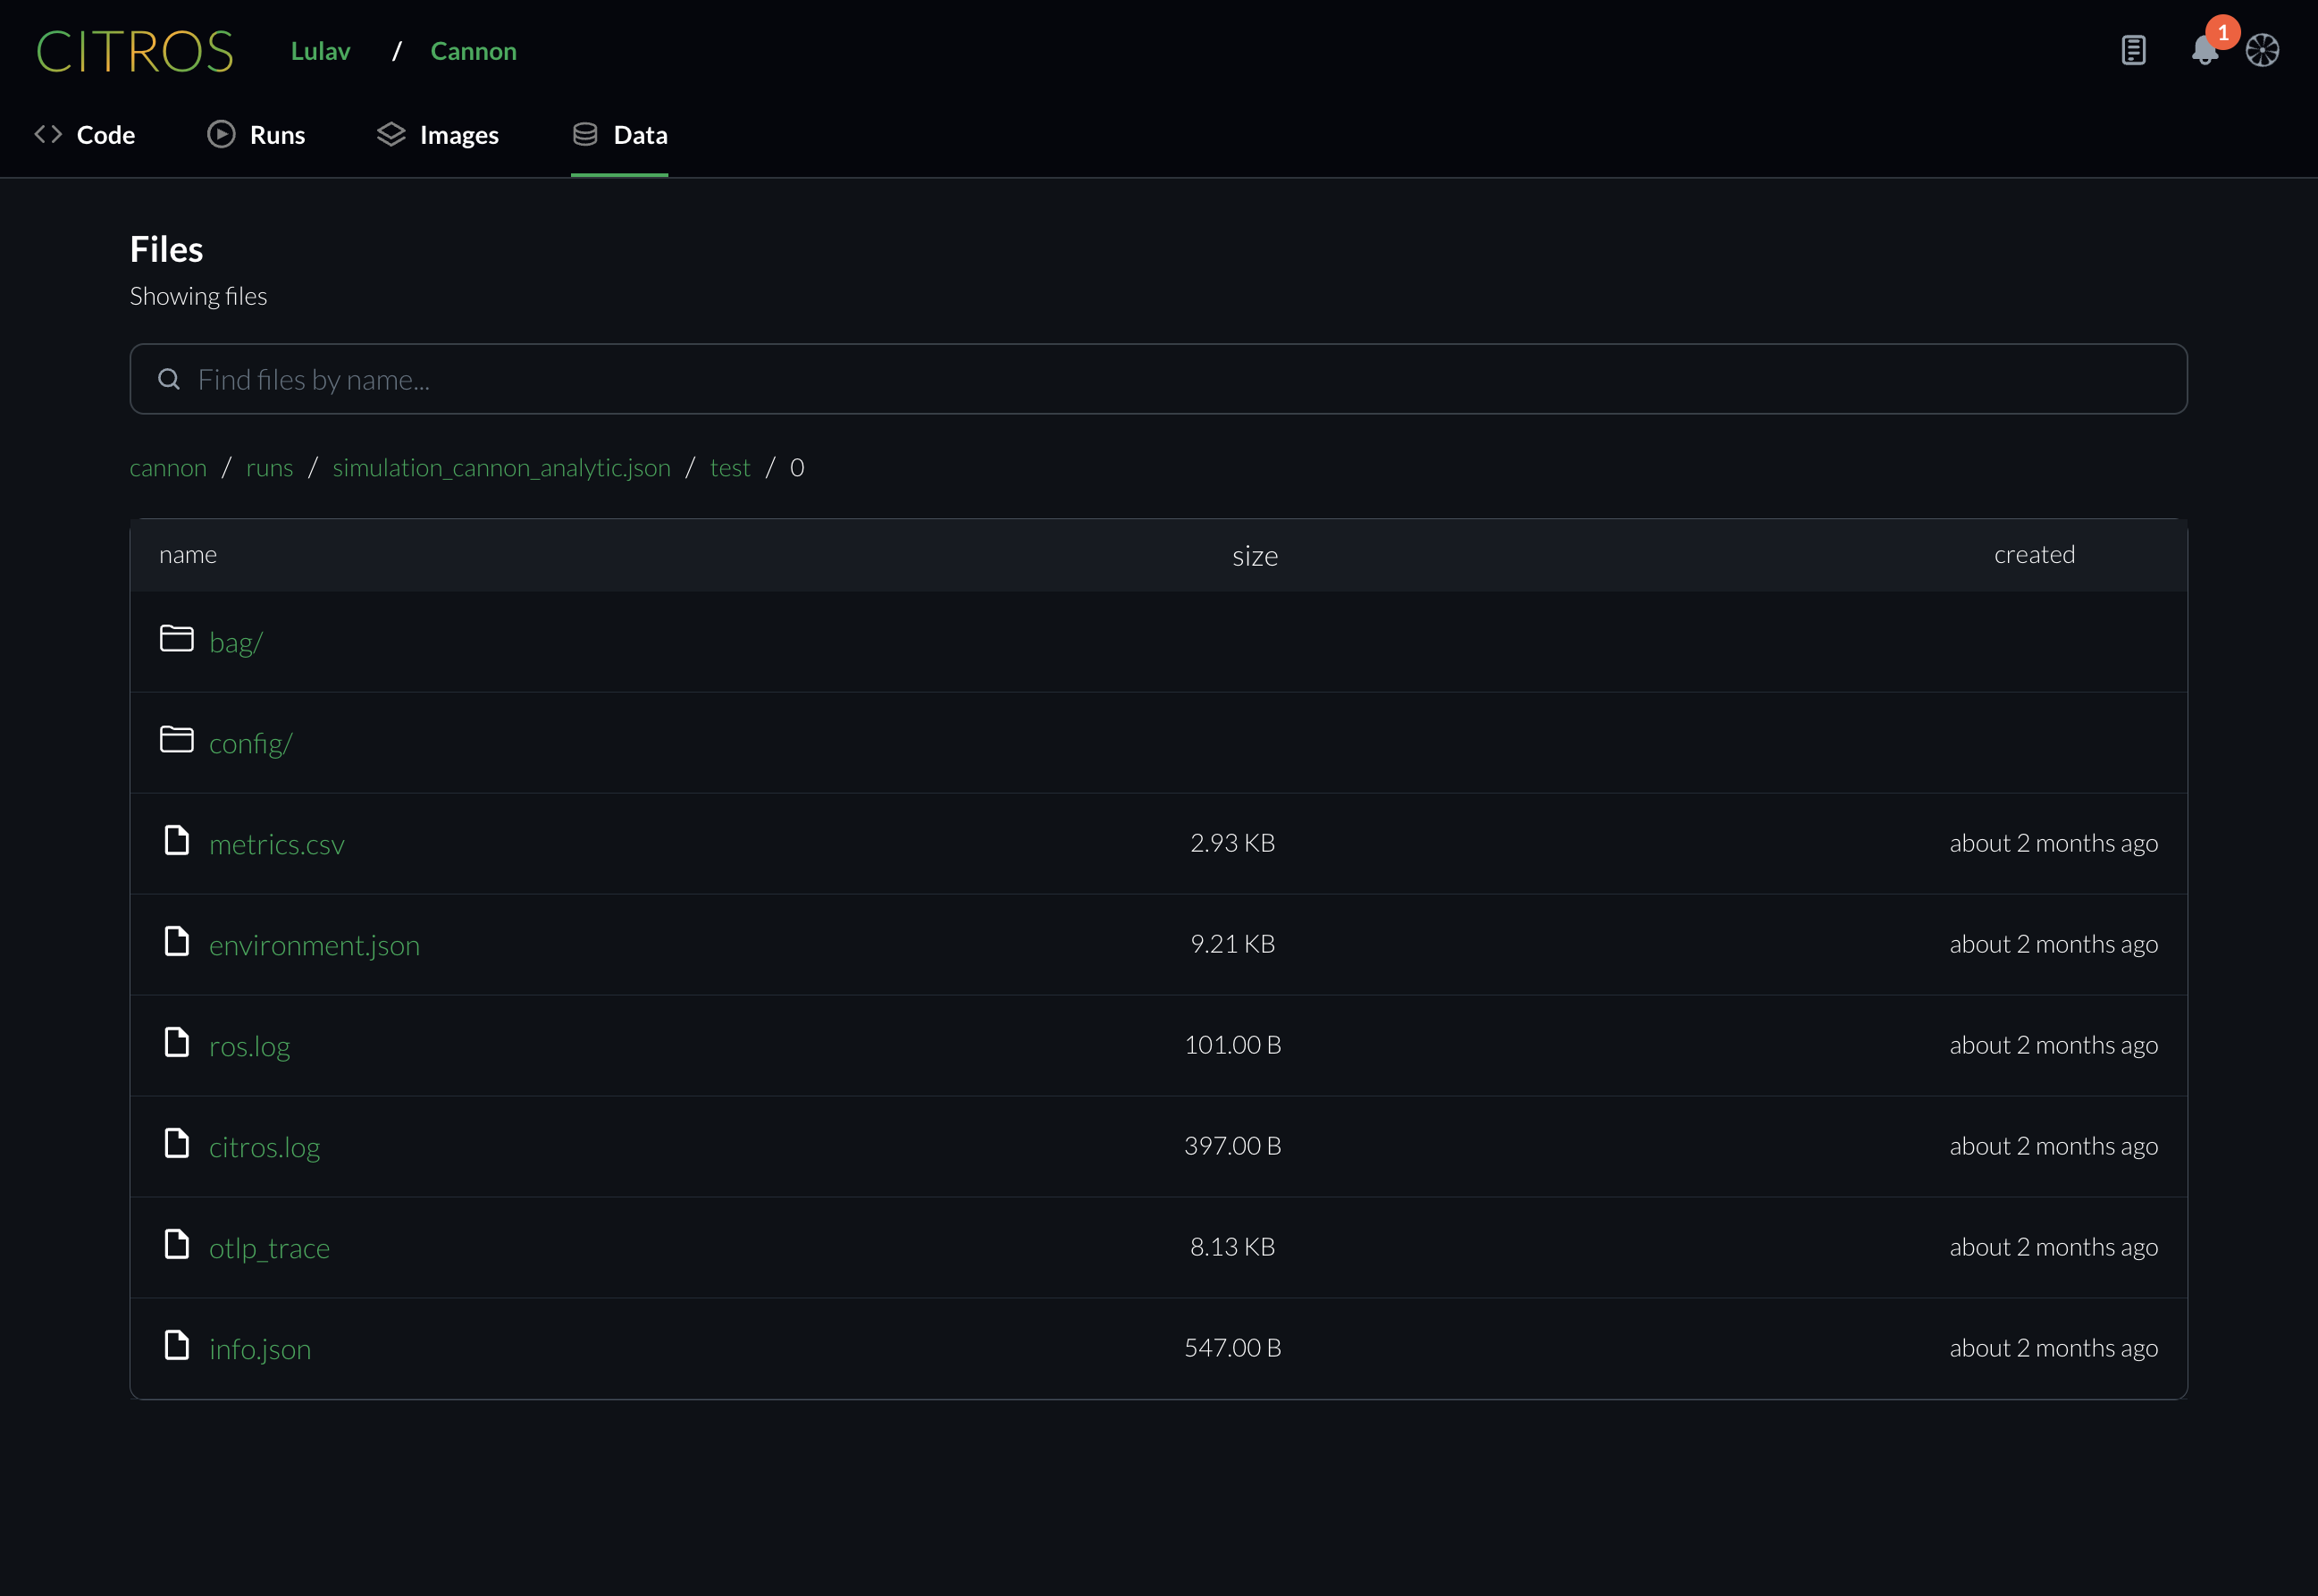 CITROS Lulav / Cannon 1
Code Runs Images Data
Files
Showing files
Find files by name...
cannon / runs / simulation_cannon_analytic.json / test / 0
name size created
bag/
config/
metrics.csv 2.93 KB about 2 months ago
environment.json 9.21 KB about 2 months ago
ros.log 101.00 B about 2 months ago
citros.log 397.00 B about 2 months ago
otlp_trace 8.13 KB about 2 months ago
info.json 547.00 B about 2 months ago